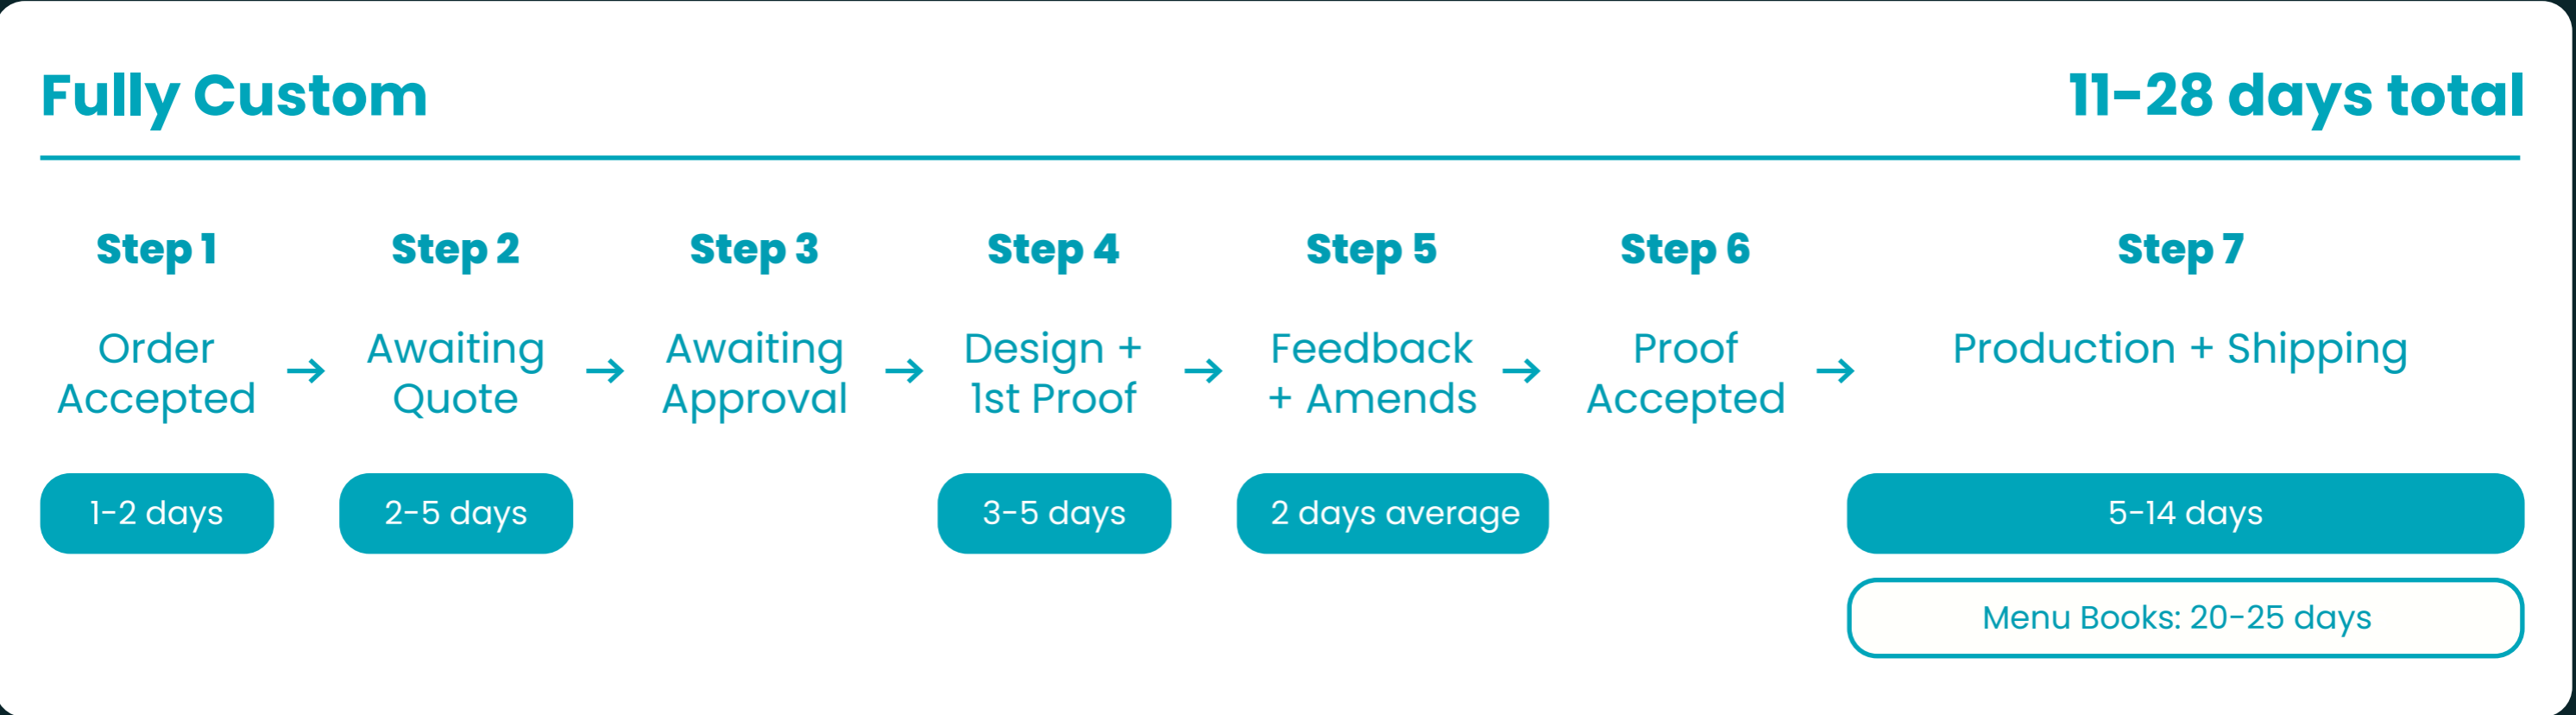 Fully Custom
11-28 days total
Step 1
Order
Accepted
1-2 days
→
Step 2
Awaiting
Quote
2-5 days
→
Step 3
Awaiting
Approval
→
Step 4
Design +
1st Proof
3-5 days
→
Step 5
Feedback
+ Amends
2 days average
→
Step 6
Proof
Accepted
→
Step 7
Production + Shipping
5-14 days
Menu Books: 20-25 days